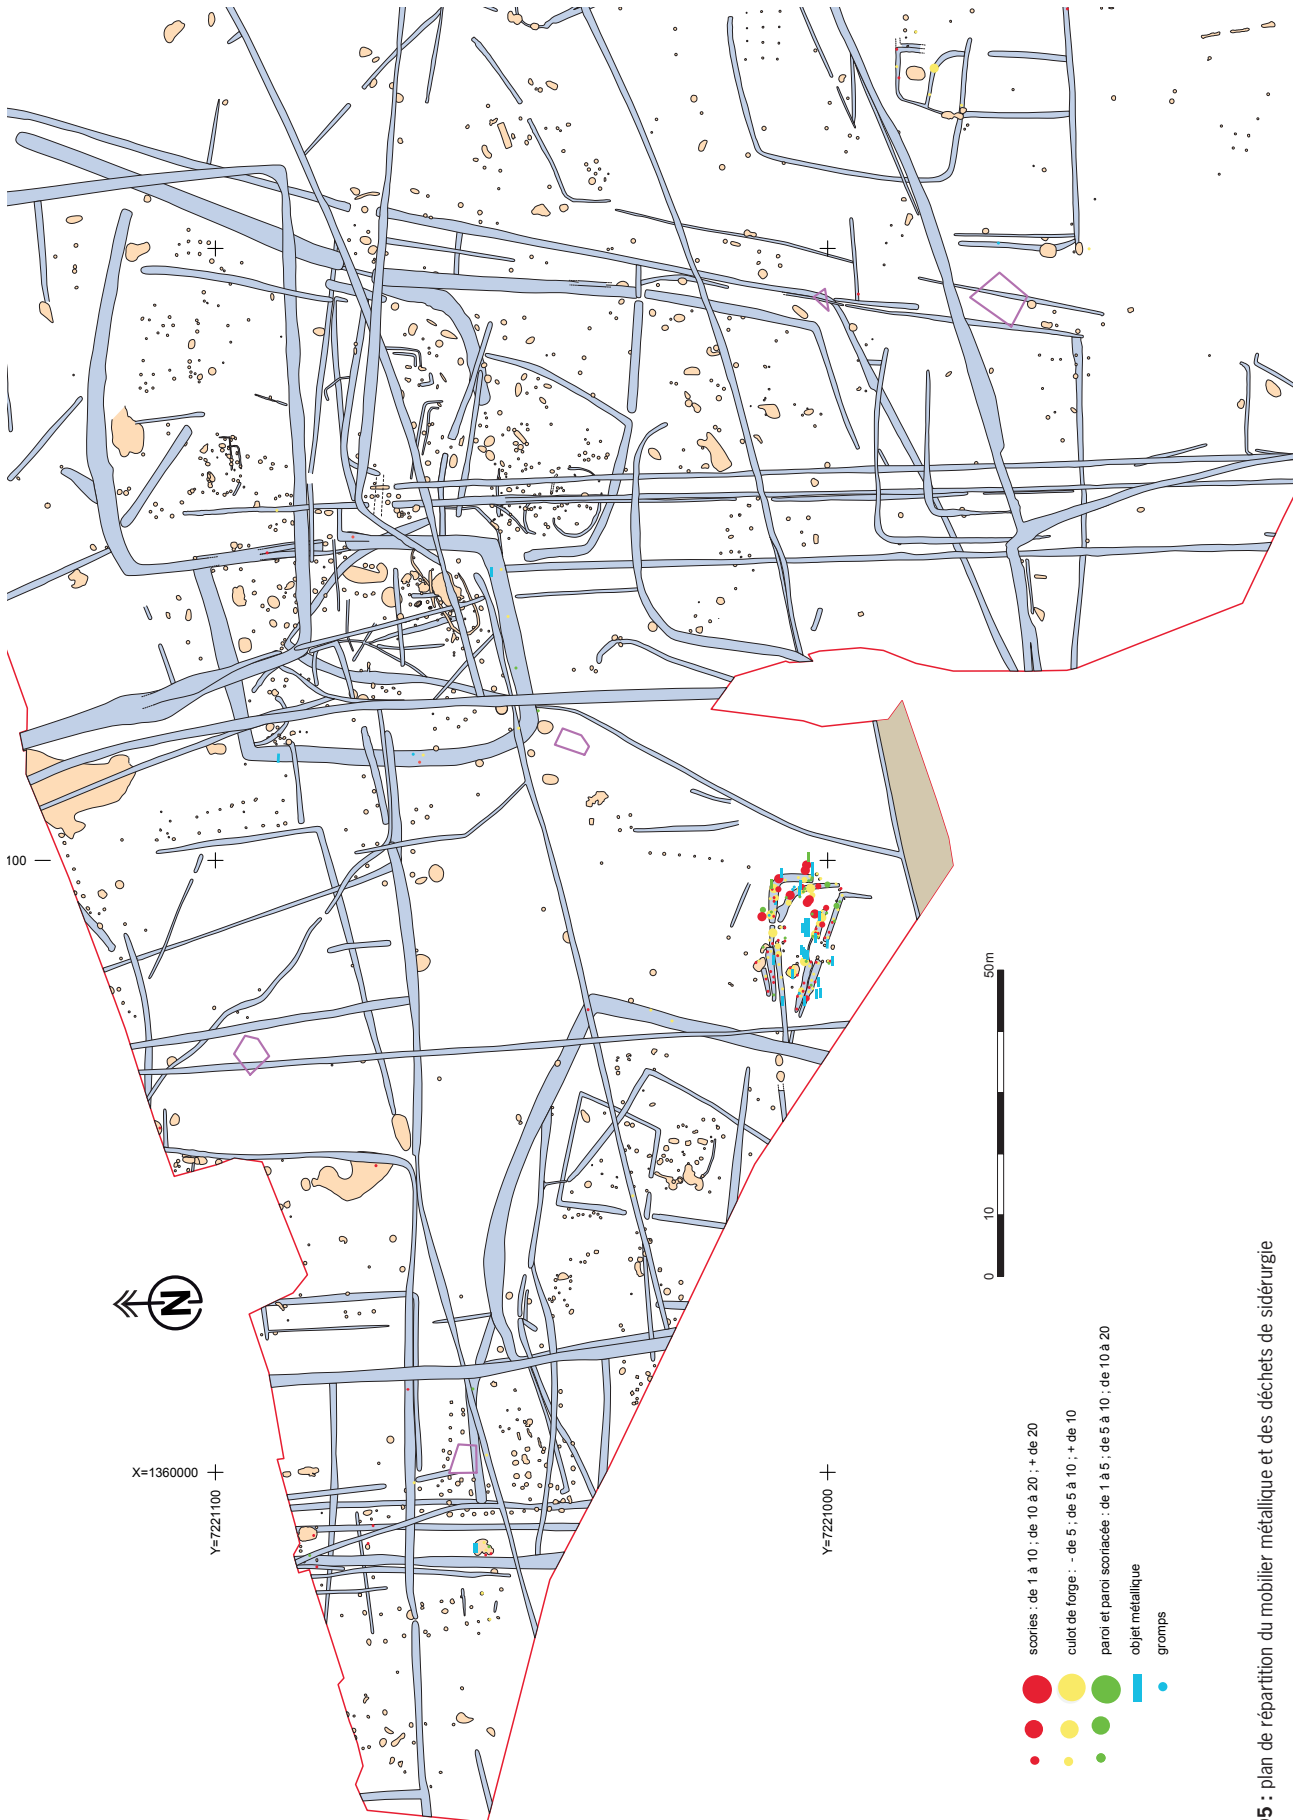 100
X=1360000
Y=7221100
Y=7221000
N
0
10
50m
scories : de 1 à 10 ; de 10 à 20 ; + de 20
culot de forge : - de 5 ; de 5 à 10 ; + de 10
paroi et paroi scoriacée : de 1 à 5 ; de 5 à 10 ; de 10 à 20
objet métallique
gromps
5 : plan de répartition du mobilier métallique et des déchets de sidérurgie